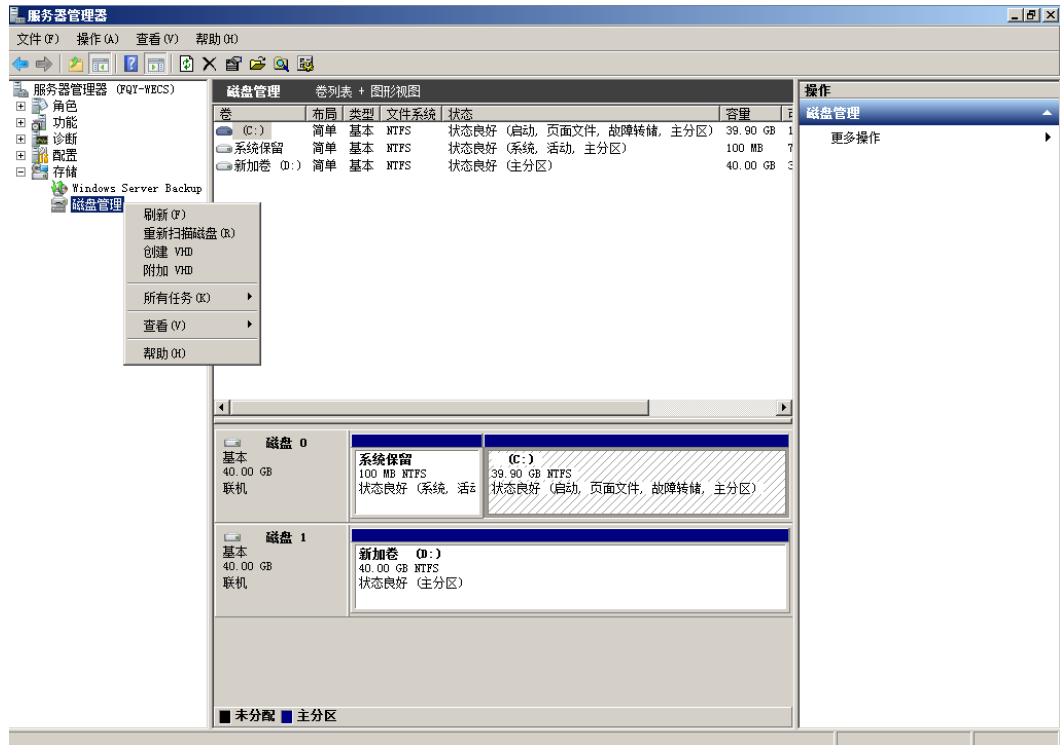 服务器管理器
文件(F) 操作(A) 查看(V) 帮助(H)
服务器管理器 (FQY-WECS)
角色
功能
诊断
配置
存储
Windows Server Backup
磁盘管理
刷新(F)
重新扫描磁盘(R)
创建 VHD
附加 VHD
所有任务(K)
查看(V)
帮助(H)
磁盘管理 卷列表 + 图形视图
卷 布局 类型 文件系统 状态 容量
(C:) 简单 基本 NTFS 状态良好 (启动, 页面文件, 故障转储, 主分区) 39.90 GB 1
系统保留 简单 基本 NTFS 状态良好 (系统, 活动, 主分区) 100 MB 7
新加卷 (D:) 简单 基本 NTFS 状态良好 (主分区) 40.00 GB 3
磁盘 0
基本
40.00 GB
联机
系统保留
100 MB NTFS
状态良好 (系统, 活动
(C:)
39.90 GB NTFS
状态良好 (启动, 页面文件, 故障转储, 主分区)
磁盘 1
基本
40.00 GB
联机
新加卷 (D:)
40.00 GB NTFS
状态良好 (主分区)
未分配 主分区
操作
磁盘管理
更多操作